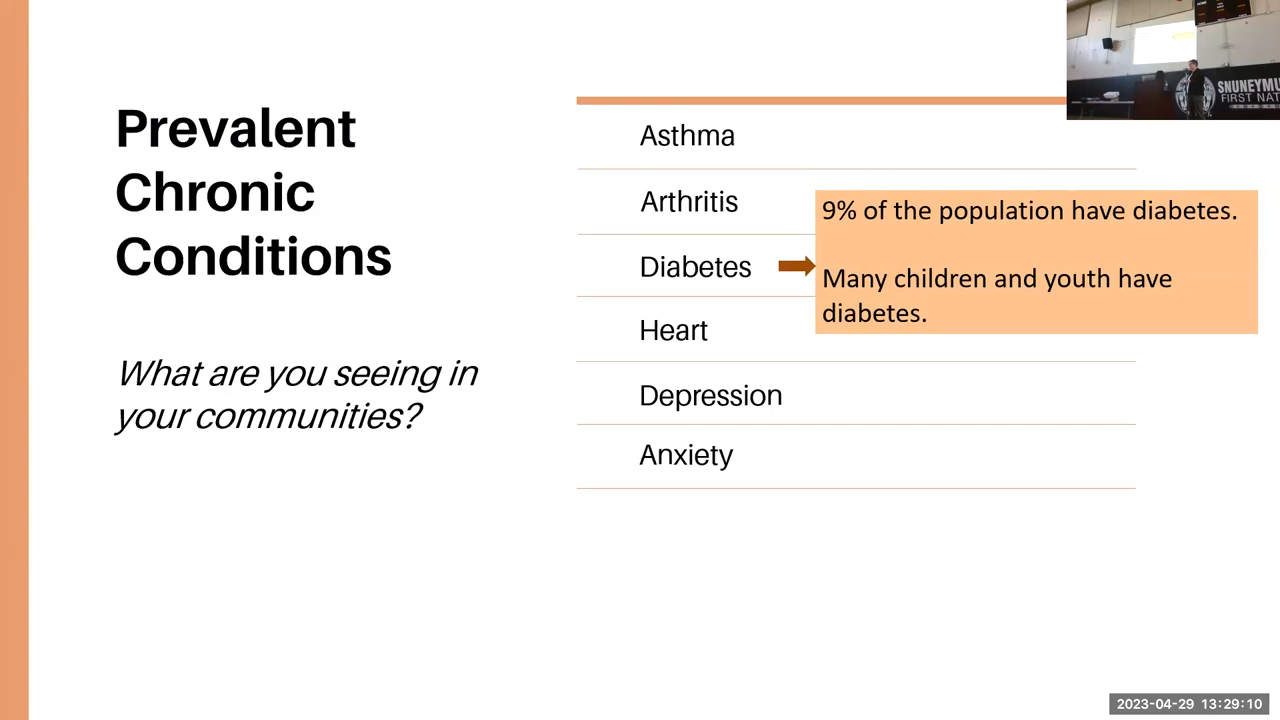 Prevalent
Chronic
Conditions
What are you seeing in
your communities?
Asthma
Arthritis
Diabetes
Heart
Depression
Anxiety
9% of the population have diabetes.
Many children and youth have
diabetes.
SNUNEYMU
FIRST NAT
2023-04-29 13:29:10